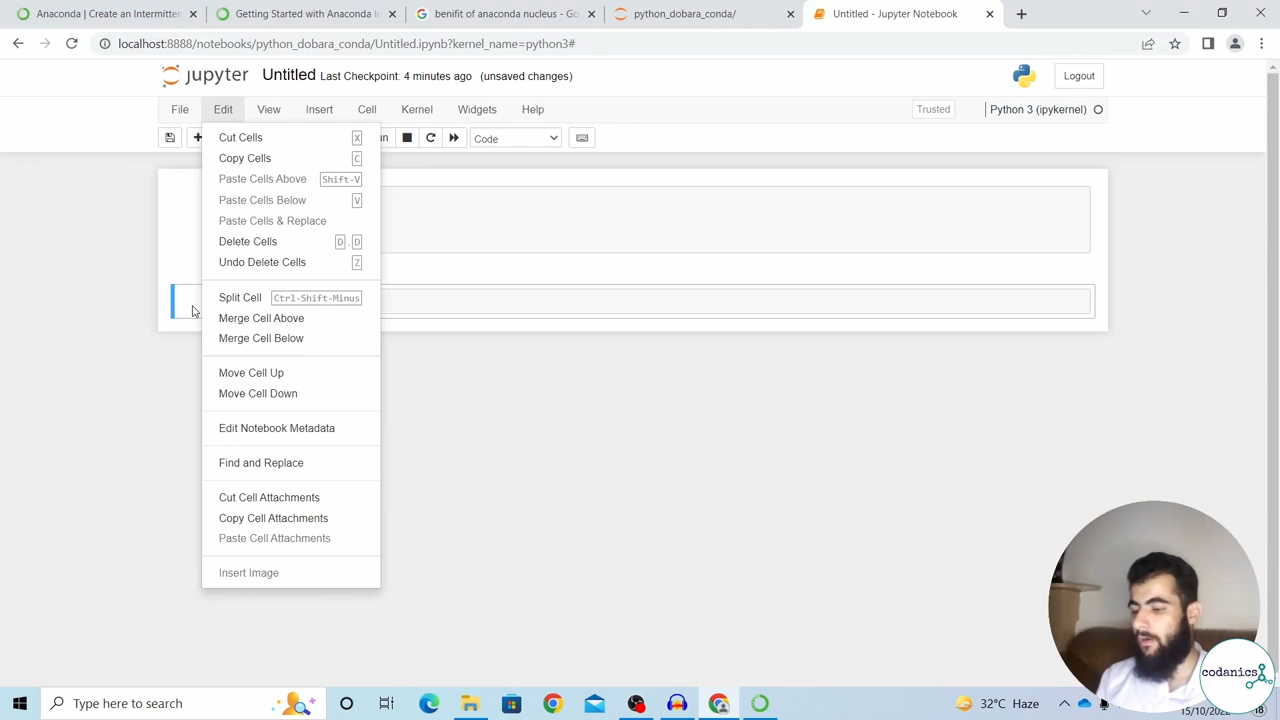 Anaconda | Create an Intermitter
Getting Started with Anaconda In
benifit of anaconda nucleus - Go
python_dobara_conda/
Untitled - Jupyter Notebook
localhost:8888/notebooks/python_dobara_conda/Untitled.ipynb?kernel_name=python3#
jupyter Untitled Last Checkpoint: 4 minutes ago (unsaved changes)
Logout
File Edit View Insert Cell Kernel Widgets Help
Trusted
Python 3 (ipykernel)
Code
Cut Cells X
Copy Cells C
Paste Cells Above Shift-V
Paste Cells Below V
Paste Cells & Replace
Delete Cells D , D
Undo Delete Cells Z
Split Cell Ctrl-Shift-Minus
Merge Cell Above
Merge Cell Below
Move Cell Up
Move Cell Down
Edit Notebook Metadata
Find and Replace
Cut Cell Attachments
Copy Cell Attachments
Paste Cell Attachments
Insert Image
codanics
Type here to search
32°C Haze